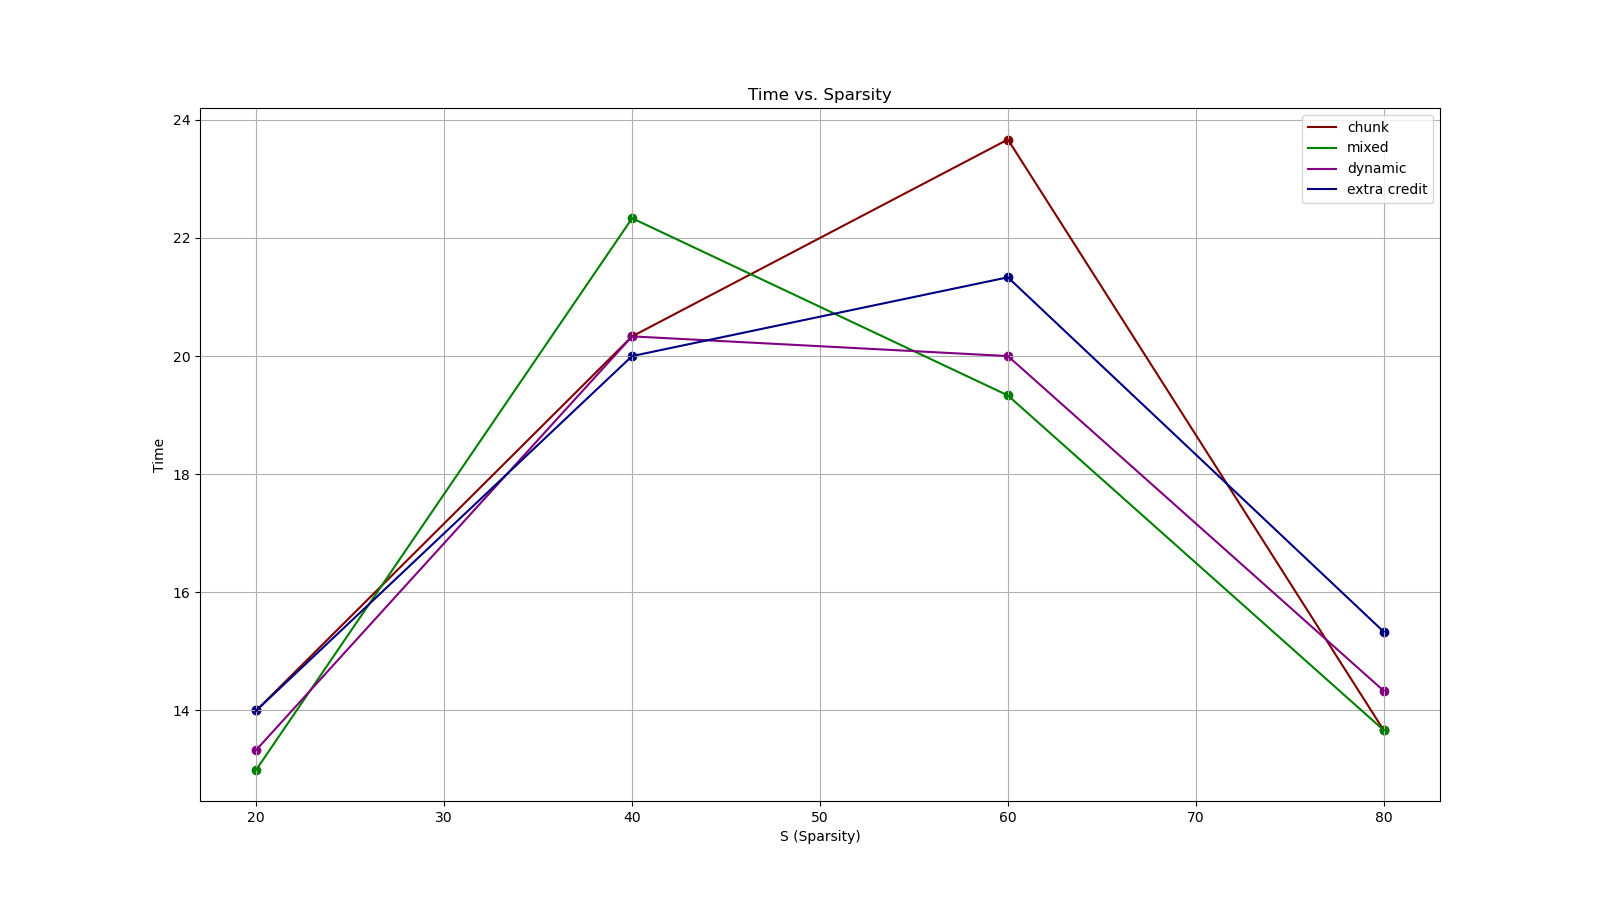 Time vs. Sparsity
chunk
mixed
dynamic
extra credit
24
22
20
18
16
14
Time
20 30 40 50 60 70 80
S (Sparsity)